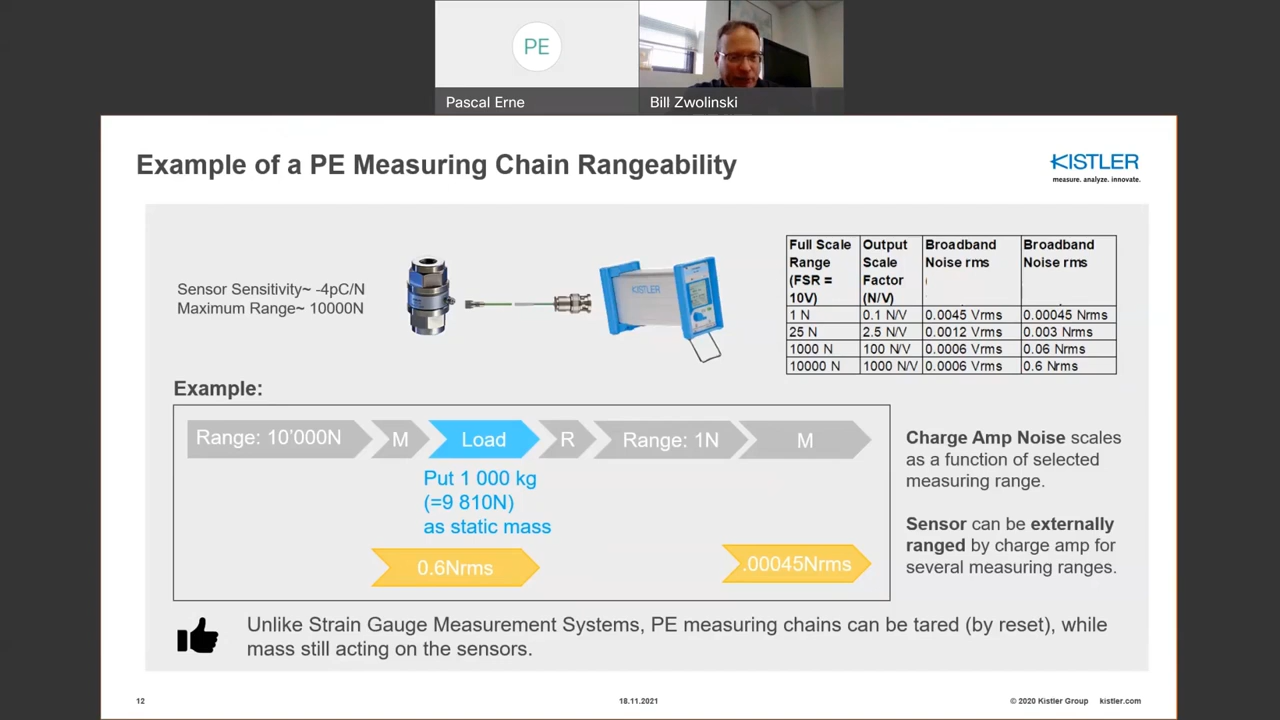 PE
Pascal Erne
Bill Zwolinski
Example of a PE Measuring Chain Rangeability
KISTLER
measure. analyze. innovate.
Sensor Sensitivity~ -4pC/N
Maximum Range~ 10000N
KISTLER
Full Scale Range (FSR = 10V) Output Scale Factor (N/V) Broadband Noise rms ( Broadband Noise rms
1 N 0.1 N/V 0.0045 Vrms 0.00045 Nrms
25 N 2.5 N/V 0.0012 Vrms 0.003 Nrms
1000 N 100 N/V 0.0006 Vrms 0.06 Nrms
10000 N 1000 N/V 0.0006 Vrms 0.6 Nrms
Example:
Range: 10'000N M Load R Range: 1N M
Put 1 000 kg
(=9 810N)
as static mass
0.6Nrms .00045Nrms
Charge Amp Noise scales
as a function of selected
measuring range.
Sensor can be externally
ranged by charge amp for
several measuring ranges.
Unlike Strain Gauge Measurement Systems, PE measuring chains can be tared (by reset), while
mass still acting on the sensors.
12 18.11.2021 © 2020 Kistler Group kistler.com